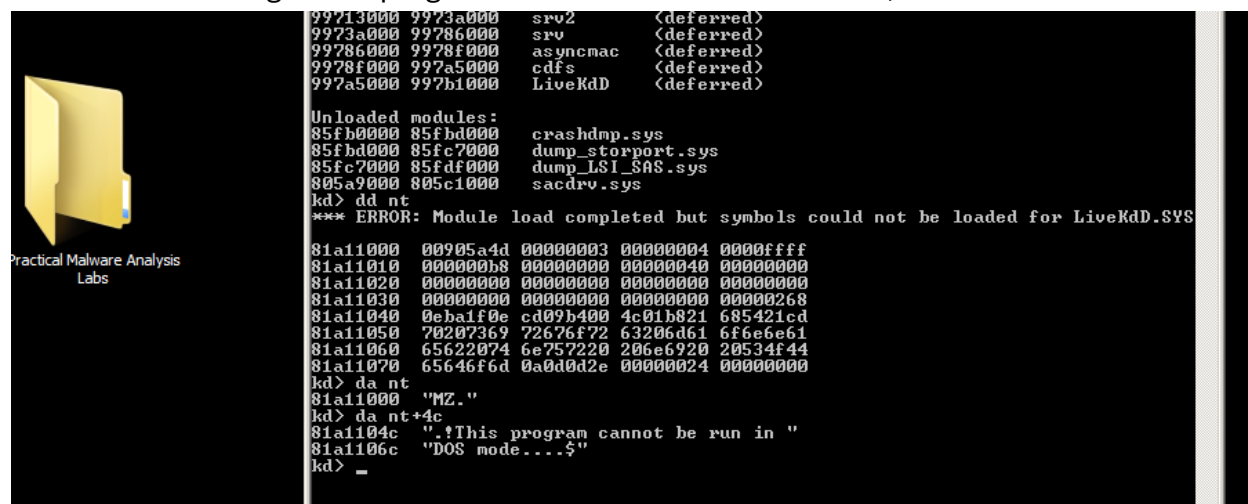 99713000 9973a000 srv2 (deferred)
9973a000 99786000 srv (deferred)
99786000 9978f000 asyncmac (deferred)
9978f000 997a5000 cdfs (deferred)
997a5000 997b1000 LiveKdD (deferred)
Unloaded modules:
85fb0000 85fbd000 crashdmp.sys
85fbd000 85fc7000 dump_storport.sys
85fc7000 85fdf000 dump_LSI_SAS.sys
805a9000 805c1000 sacdrv.sys
kd> dd nt
*** ERROR: Module load completed but symbols could not be loaded for LiveKdD.SYS
81a11000 00905a4d 00000003 00000004 0000ffff
81a11010 000000b8 00000000 00000040 00000000
81a11020 00000000 00000000 00000000 00000000
81a11030 00000000 00000000 00000000 00000268
81a11040 0eba1f0e cd09b400 4c01b821 685421cd
81a11050 70207369 72676f72 63206d61 6f6e6e61
81a11060 65622074 6e757220 206e6920 20534f44
81a11070 65646f6d 0a0d0d2e 00000024 00000000
kd> da nt
81a11000 "MZ."
kd> da nt+4c
81a1104c ".!This program cannot be run in "
81a1106c "DOS mode....$"
kd> _
Practical Malware Analysis
Labs